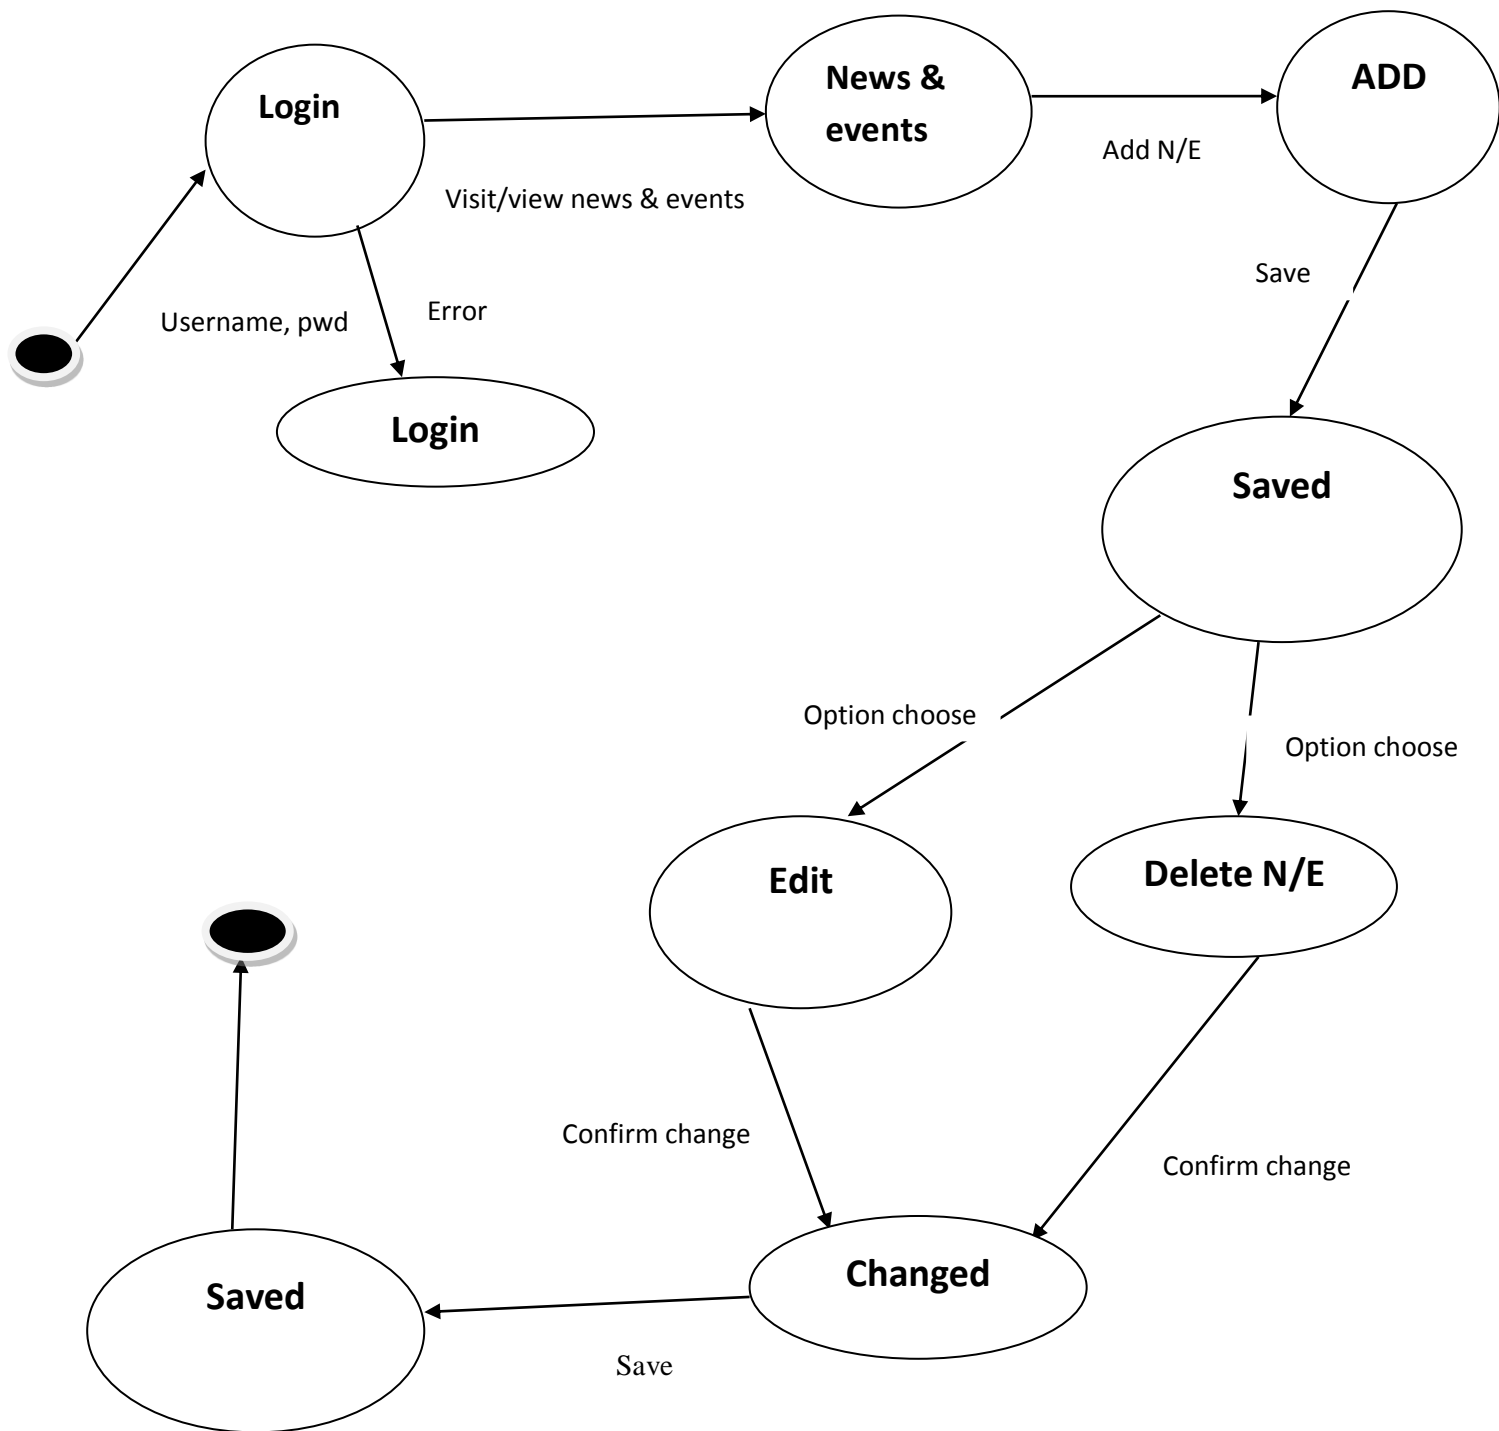 Login
News &
events
ADD
Add N/E
Visit/view news & events
Save
Username, pwd
Error
Login
Saved
Option choose
Option choose
Edit
Delete N/E
Confirm change
Confirm change
Changed
Saved
Save